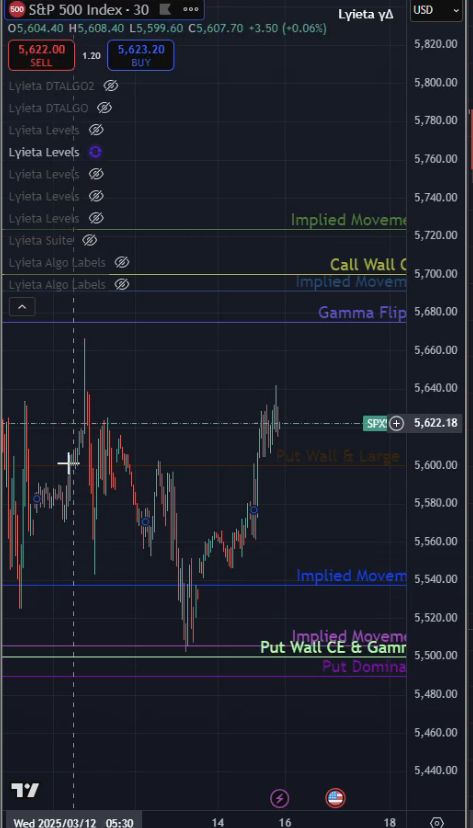 500 S&P 500 Index · 30
Lyieta γΔ
USD
O5,604.40 H5,608.40 L5,599.60 C5,607.70 +3.50 (+0.06%)
5,622.00 SELL
1.20
5,623.20 BUY
5,820.00
5,800.00
Lyieta DTALGO2
Lyieta DTALGO
5,780.00
Lyieta Levels
Lyieta Levels
5,760.00
Lyieta Levels
Lyieta Levels
5,740.00
Lyieta Levels
Implied Moveme
Lyieta Suite
5,720.00
Lyieta Algo Labels
Call Wall C
5,700.00
Lyieta Algo Labels
Implied Movem
Gamma Flip
5,680.00
5,660.00
5,640.00
SPX
5,622.18
Put Wall & Large
5,600.00
5,580.00
5,560.00
Implied Movem
5,540.00
5,520.00
Implied Moveme
Put Wall CE & Gamm
5,500.00
Put Domina
5,480.00
5,460.00
5,440.00
Wed 2025/03/12 05:30
14
16
18